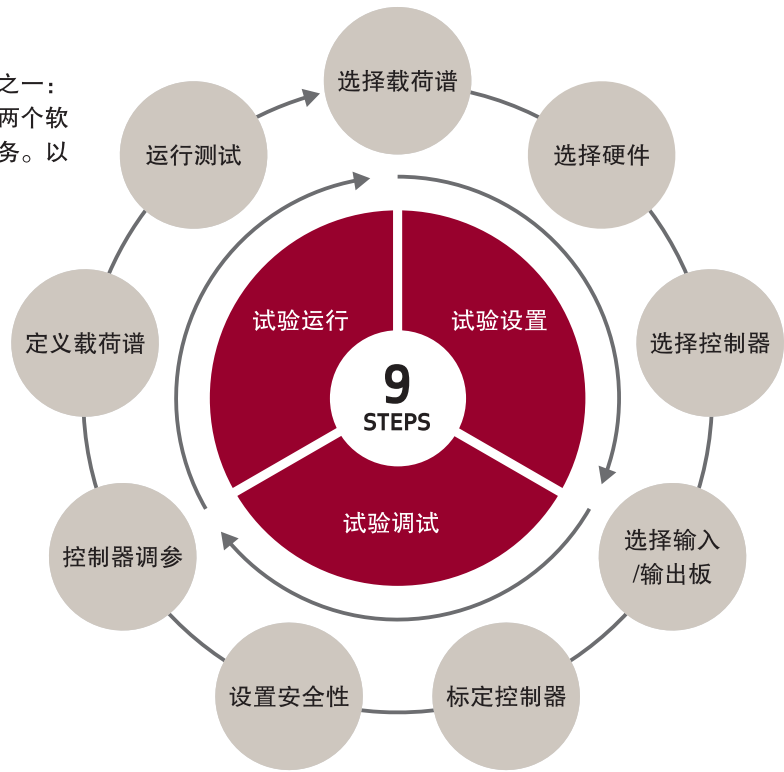 之一：
两个软
务。以
选择载荷谱
选择硬件
选择控制器
选择输入
/输出板
标定控制器
设置安全性
控制器调参
定义载荷谱
运行测试
试验运行
试验设置
9
STEPS
试验调试